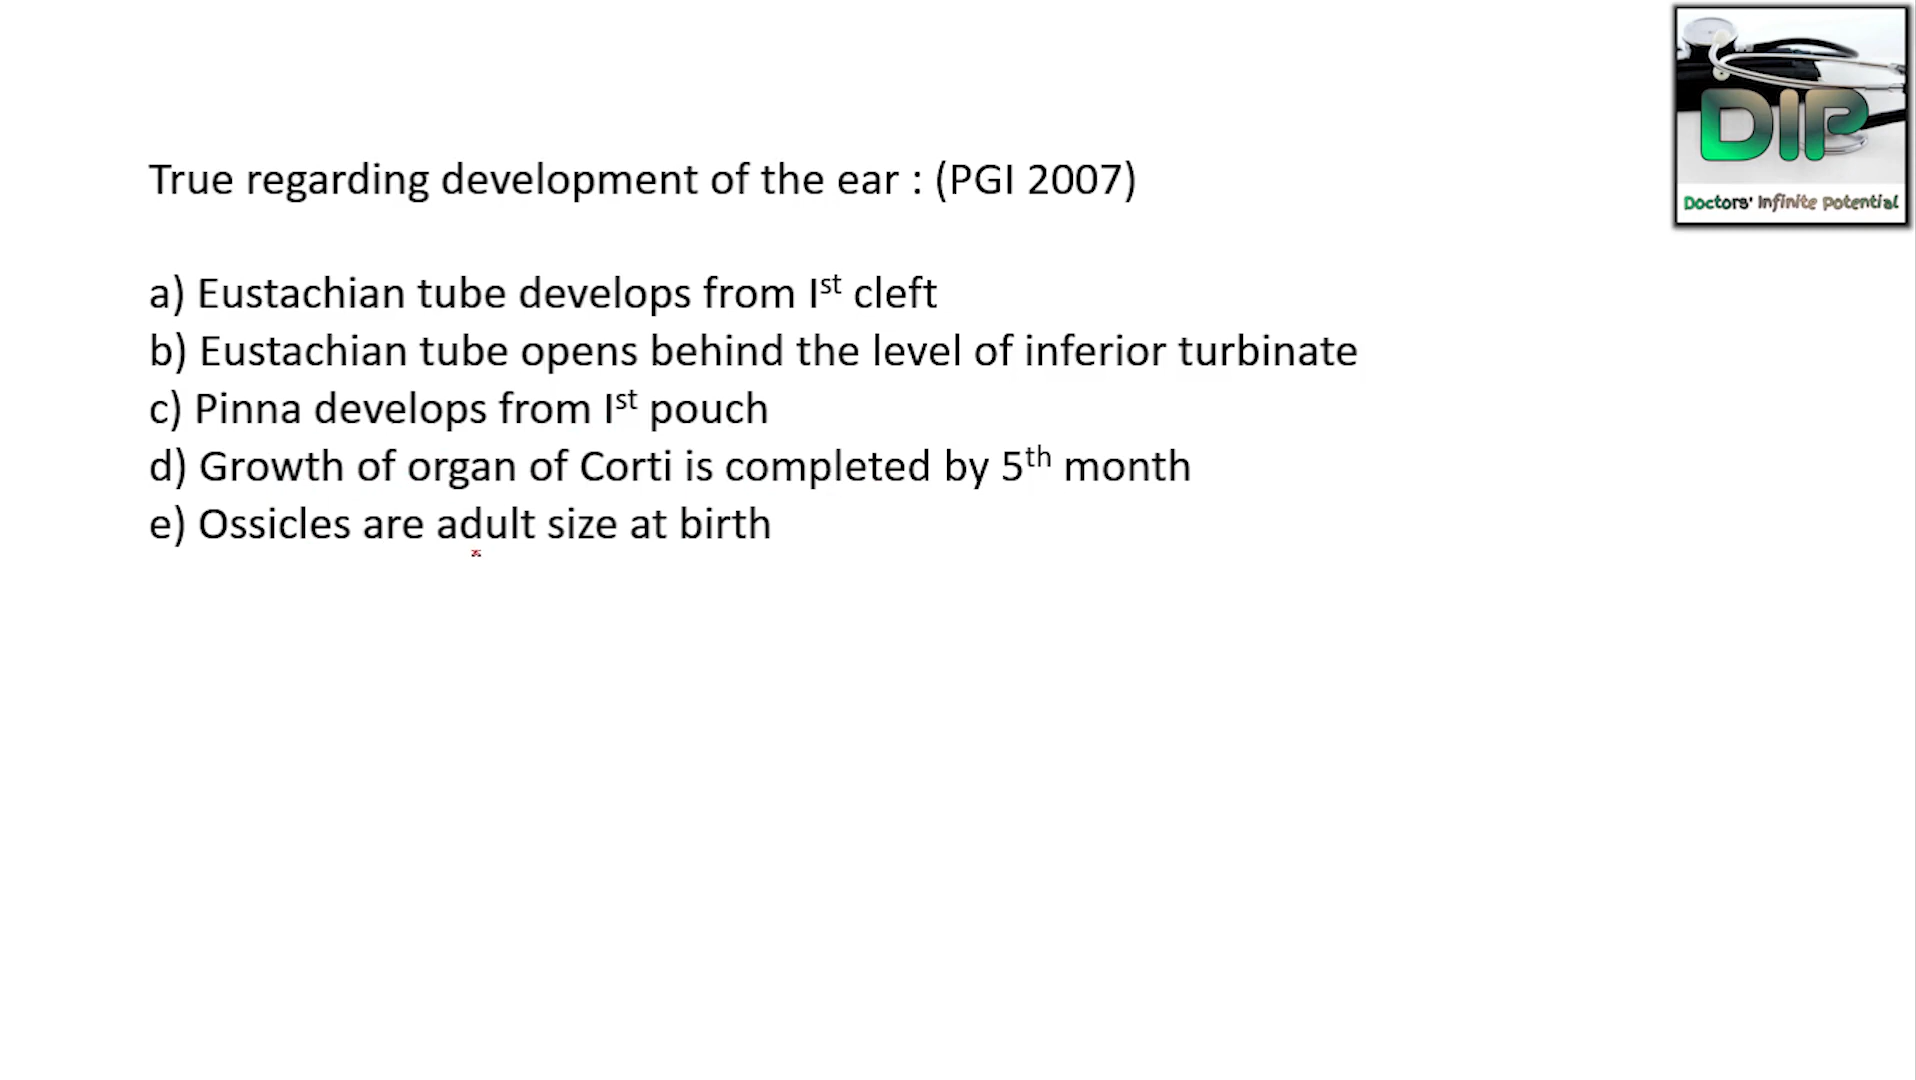 True regarding development of the ear : (PGI 2007)
a) Eustachian tube develops from Ist cleft
b) Eustachian tube opens behind the level of inferior turbinate
c) Pinna develops from Ist pouch
d) Growth of organ of Corti is completed by 5th month
e) Ossicles are adult size at birth
DIP
Doctors' Infinite Potential